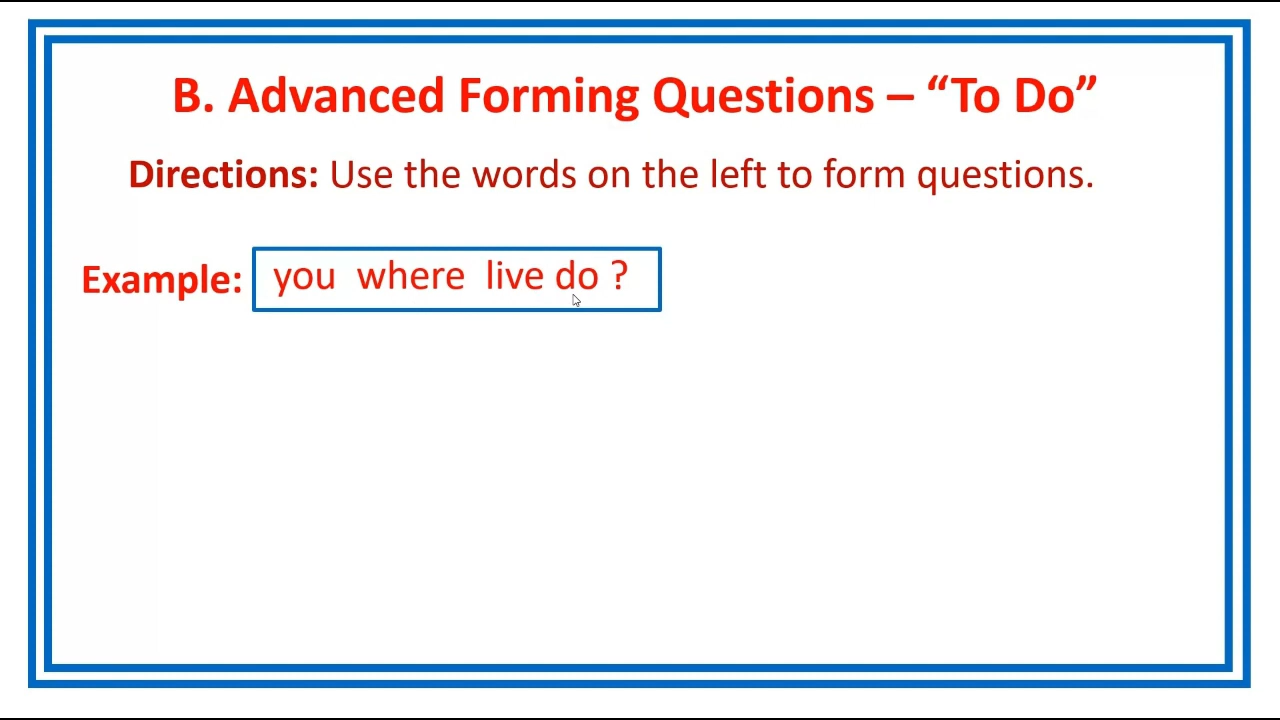 B. Advanced Forming Questions – “To Do”
Directions: Use the words on the left to form questions.
Example: you where live do ?